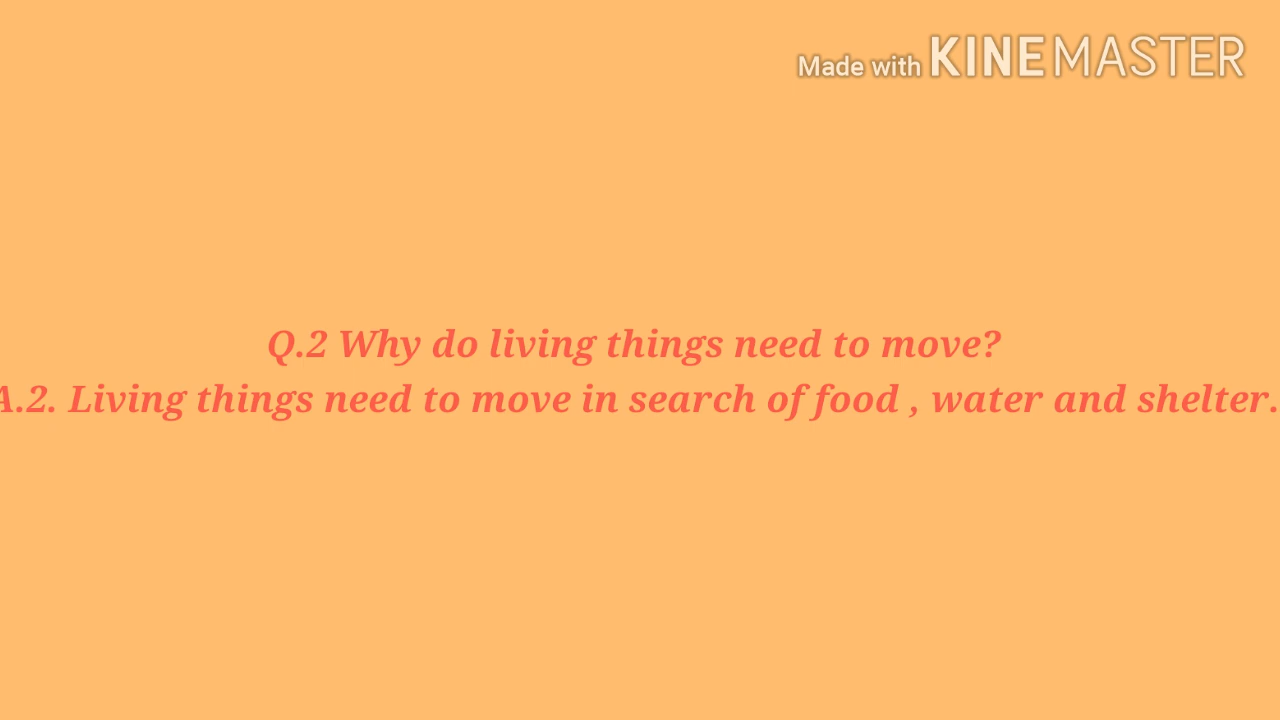 Made with KINEMASTER
Q.2 Why do living things need to move?
A.2. Living things need to move in search of food , water and shelter.